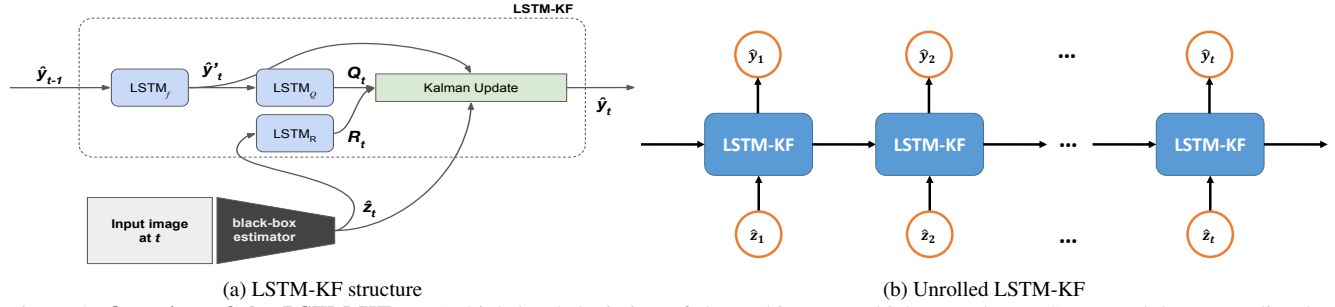 LSTM-KF
ŷt-1
LSTMf
ŷ't
LSTMQ
Qt
Kalman Update
ŷt
LSTMR
Rt
ẑt
Input image
at t
black-box
estimator
(a) LSTM-KF structure
ŷ1
ŷ2
...
ŷt
LSTM-KF
LSTM-KF
...
LSTM-KF
ẑ1
ẑ2
...
ẑt
(b) Unrolled LSTM-KF